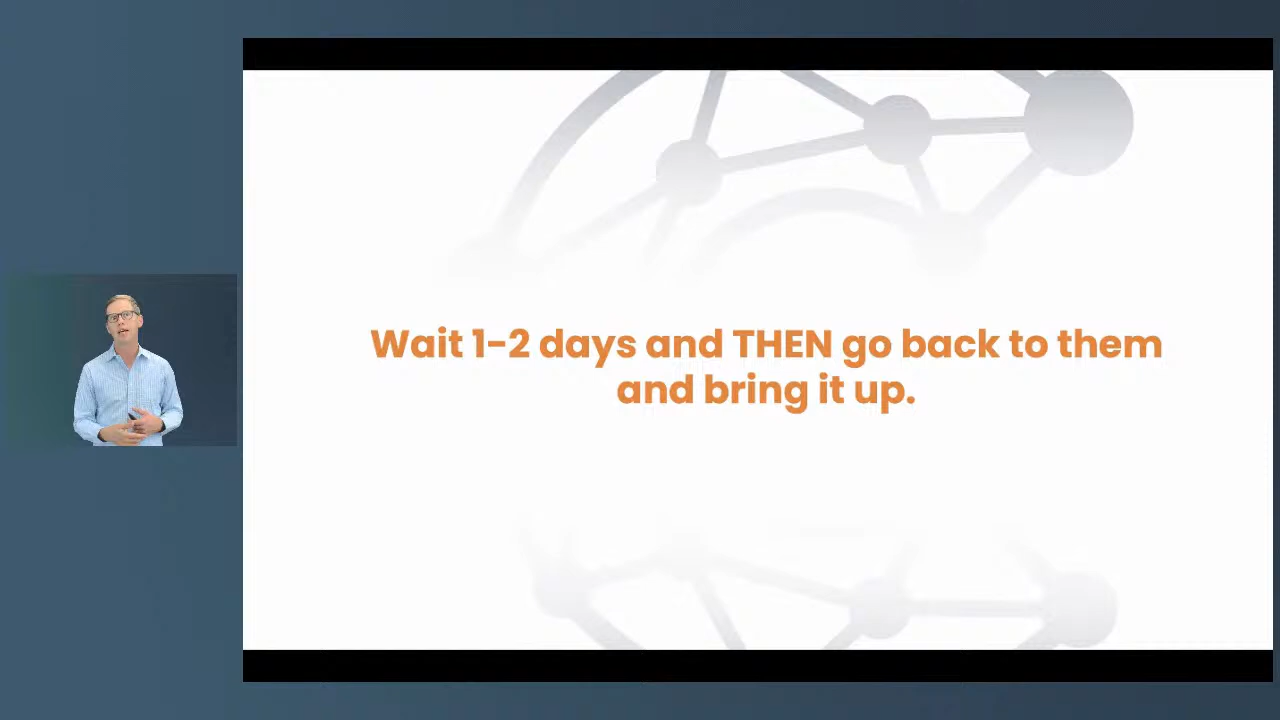 Wait 1-2 days and THEN go back to them
and bring it up.